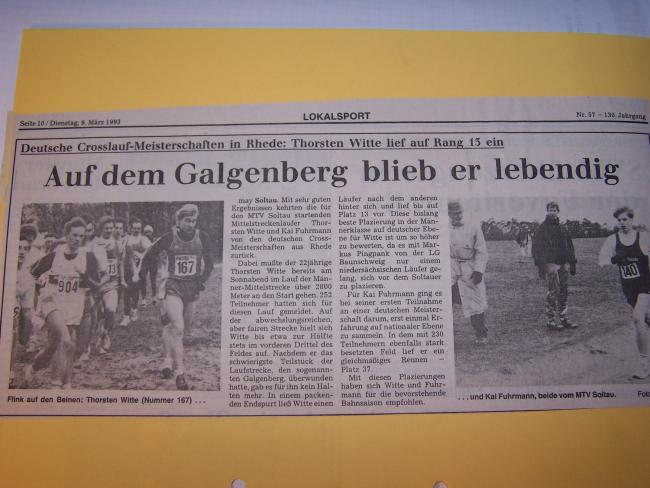 Seite 10 / Dienstag, 9. März 1993
LOKALSPORT
Nr. 57 – 130. Jahrgang
Deutsche Crosslauf-Meisterschaften in Rhede: Thorsten Witte lief auf Rang 13 ein
Auf dem Galgenberg blieb er lebendig
may Soltau. Mit sehr guten
Ergebnissen kehrten die für
den MTV Soltau startenden
Mittelstreckenläufer Thor-
sten Witte und Kai Fuhrmann
von den deutschen Cross-
Meisterschaften aus Rhede
zurück.
Dabei mußte der 22jährige
Thorsten Witte bereits am
Sonnabend im Lauf der Män-
ner-Mittelstrecke über 2800
Meter an den Start gehen. 252
Teilnehmer hatten sich für
diesen Lauf gemeldet. Auf
der abwechslungsreichen,
aber fairen Strecke hielt sich
Witte bis etwa zur Hälfte
stets im vorderen Drittel des
Feldes auf. Nachdem er das
schwierigste Teilstück der
Laufstrecke, den sogenann-
ten Galgenberg, überwunden
hatte, gab es für ihn kein Hal-
ten mehr. In einem packen-
den Endspurt ließ Witte einen
Läufer nach dem anderen
hinter sich und lief bis auf
Platz 13 vor. Diese bislang
beste Plazierung in der Män-
nerklasse auf deutscher Ebe-
ne für Witte ist um so höher
zu bewerten, da es mit Mar-
kus Pingpank von der LG
Braunschweig nur einem
niedersächsischen Läufer ge-
lang, sich vor dem Soltauer
zu plazieren.
Für Kai Fuhrmann ging es
bei seiner ersten Teilnahme
an einer deutschen Meister-
schaft darum, erst einmal Er-
fahrung auf nationaler Ebene
zu sammeln. In dem mit 230
Teilnehmern ebenfalls stark
besetzten Feld lief er ein
gleichmäßiges Rennen –
Platz 37.
Mit diesen Plazierungen
haben sich Witte und Fuhr-
mann für die bevorstehende
Bahnsaison empfohlen.
904
13
167
140
Flink auf den Beinen: Thorsten Witte (Nummer 167) . . .
. . . und Kai Fuhrmann, beide vom MTV Soltau.
Fot